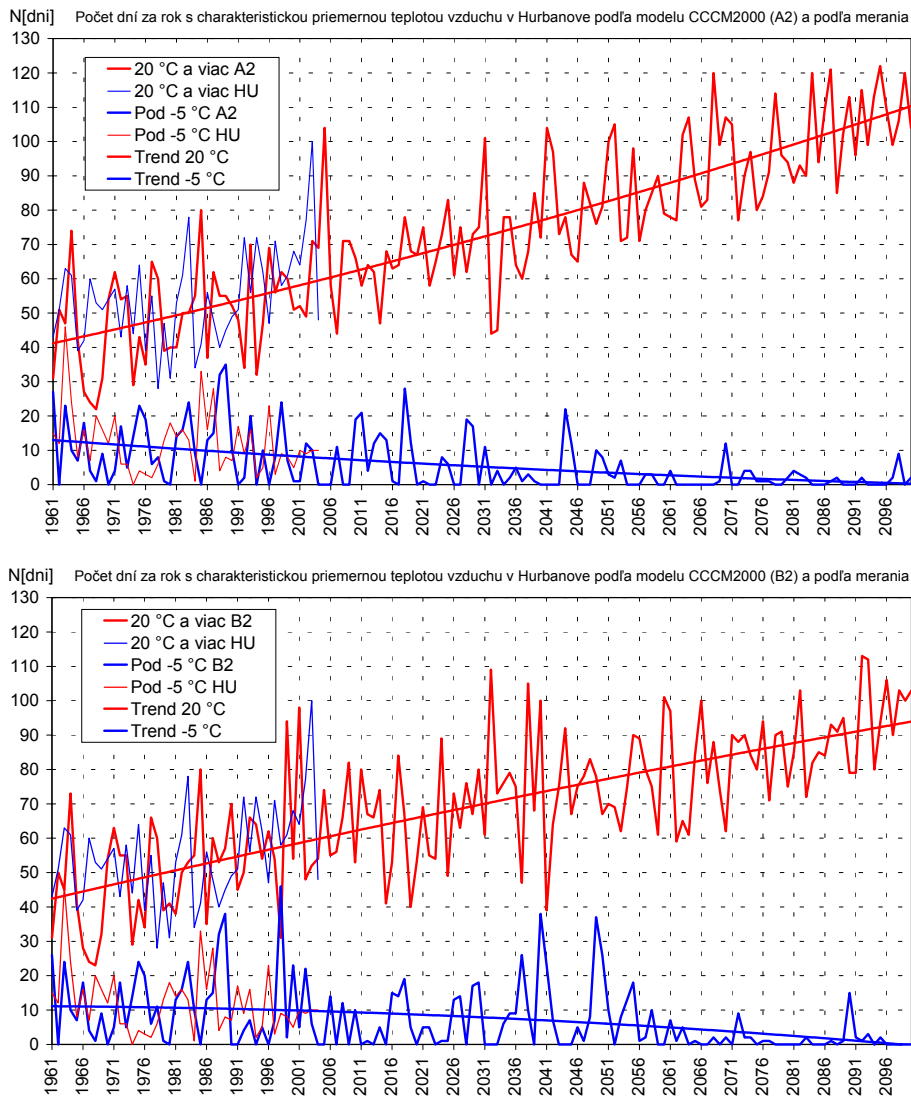 N[dni] Počet dní za rok s charakteristickou priemernou teplotou vzduchu v Hurbanove podľa modelu CCCM2000 (A2) a podľa merania
130
120
110
100
90
80
70
60
50
40
30
20
10
0
20 °C a viac A2
20 °C a viac HU
Pod -5 °C A2
Pod -5 °C HU
Trend 20 °C
Trend -5 °C
1961 1966 1971 1976 1981 1986 1991 1996 2001 2006 2011 2016 2021 2026 2031 2036 2041 2046 2051 2056 2061 2066 2071 2076 2081 2086 2091 2096
N[dni] Počet dní za rok s charakteristickou priemernou teplotou vzduchu v Hurbanove podľa modelu CCCM2000 (B2) a podľa merania
130
120
110
100
90
80
70
60
50
40
30
20
10
0
20 °C a viac B2
20 °C a viac HU
Pod -5 °C B2
Pod -5 °C HU
Trend 20 °C
Trend -5 °C
1961 1966 1971 1976 1981 1986 1991 1996 2001 2006 2011 2016 2021 2026 2031 2036 2041 2046 2051 2056 2061 2066 2071 2076 2081 2086 2091 2096